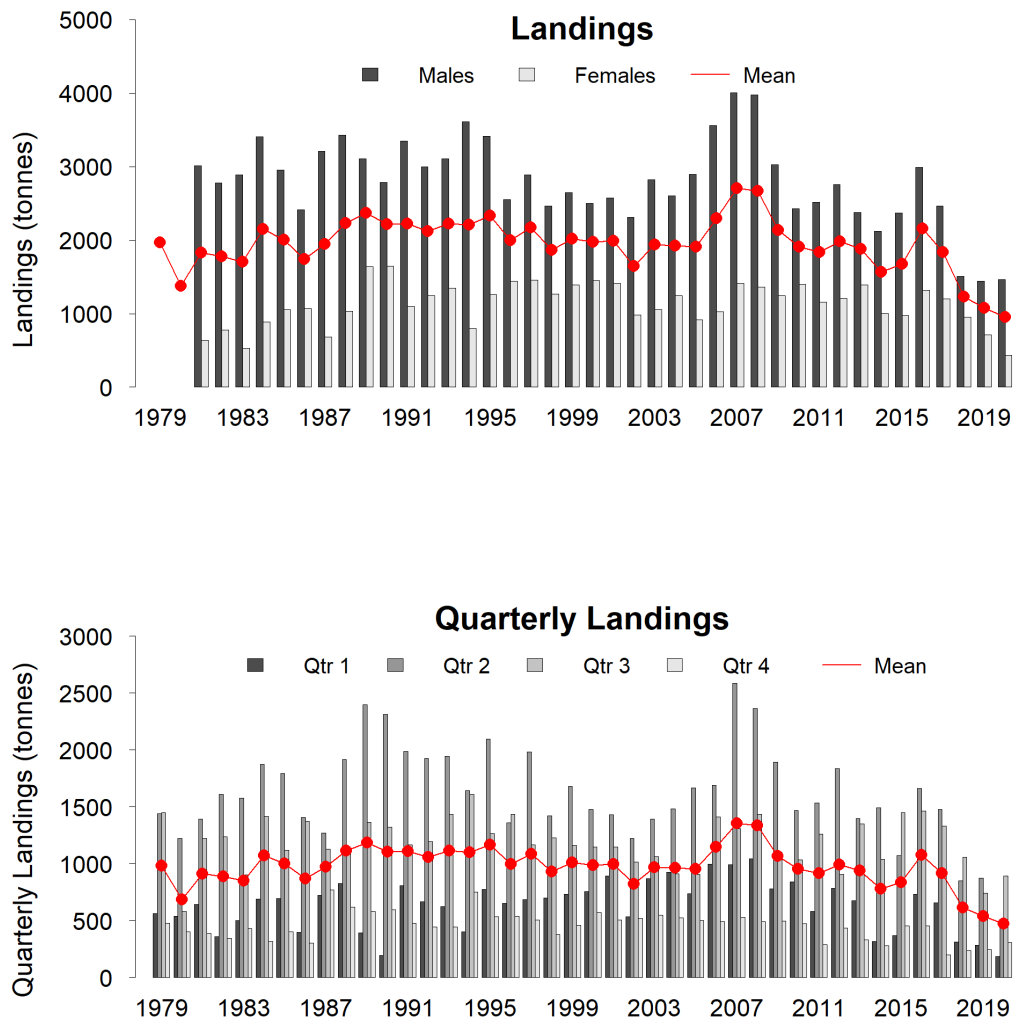 Landings
Males Females Mean
Landings (tonnes)
5000
4000
3000
2000
1000
0
1979 1983 1987 1991 1995 1999 2003 2007 2011 2015 2019
Quarterly Landings
Qtr 1 Qtr 2 Qtr 3 Qtr 4 Mean
Quarterly Landings (tonnes)
3000
2500
2000
1500
1000
500
0
1979 1983 1987 1991 1995 1999 2003 2007 2011 2015 2019